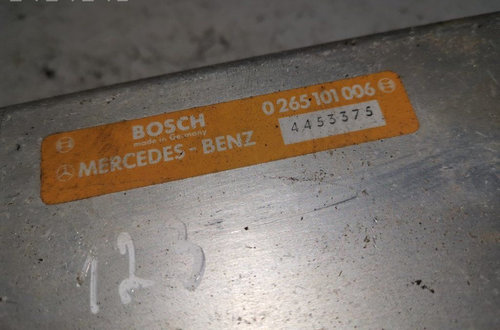 BOSCH
made in Germany
0 265 101 006
MERCEDES-BENZ
4453375
123